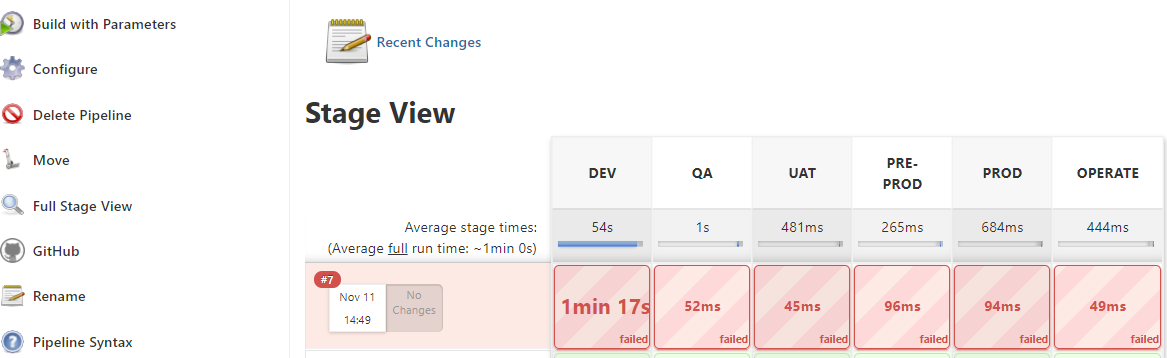 Build with Parameters
Configure
Delete Pipeline
Move
Full Stage View
GitHub
Rename
Pipeline Syntax
Recent Changes
Stage View
DEV QA UAT PRE-PROD PROD OPERATE
Average stage times: 54s 1s 481ms 265ms 684ms 444ms
(Average full run time: ~1min 0s)
#7
Nov 11
14:49
No
Changes
1min 17s 52ms 45ms 96ms 94ms 49ms
failed failed failed failed failed failed